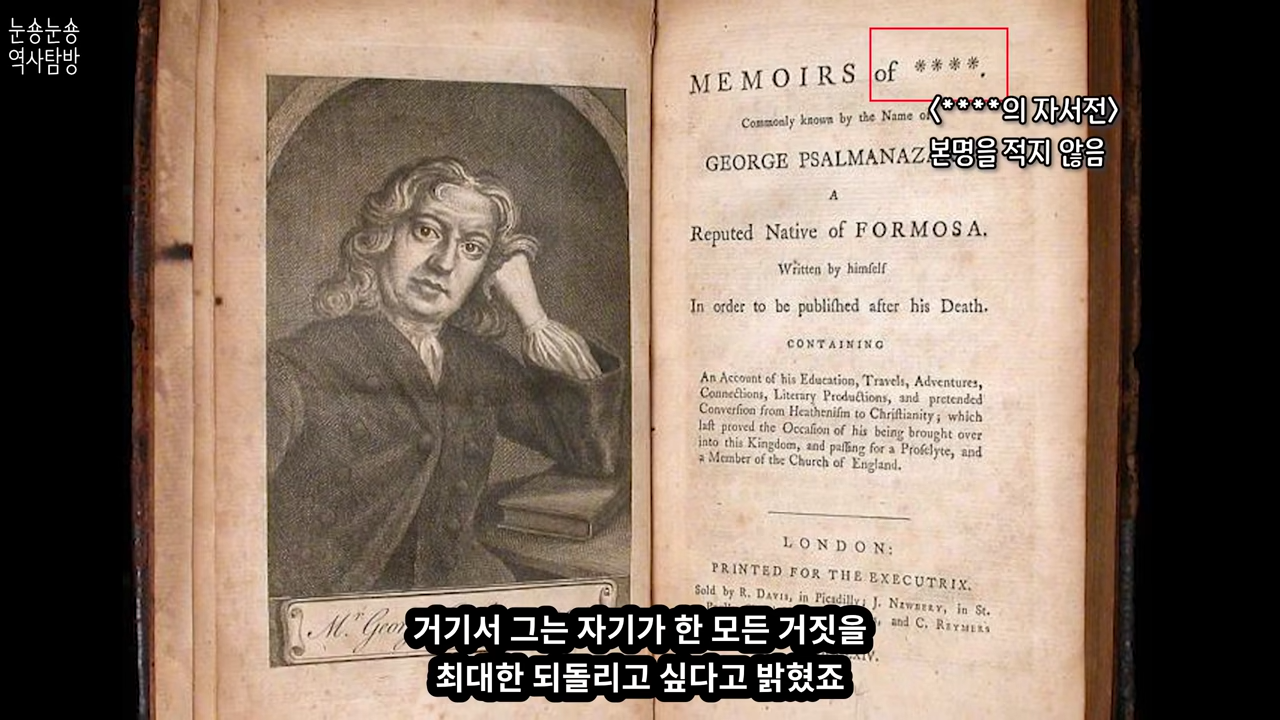 눈숑눈숑
역사탐방
MEMOIRS of ****.
〈****의 자서전〉
Commonly known by the Name of
본명을 적지 않음
GEORGE PSALMANAZ
A
Reputed Native of FORMOSA.
Written by himſelf
In order to be publiſhed after his Death.
CONTAINING
An Account of his Education, Travels, Adventures,
Connections, Literary Productions, and pretended
Converſion from Heatheniſm to Chriſtianity; which
laſt proved the Occaſion of his being brought over
into this Kingdom, and paſſing for a Proſelyte, and
a Member of the Church of England.
LONDON:
PRINTED FOR THE EXECUTRIX.
Sold by R. DAVIS, in Picadilly; J. NEWBERY, in St.
and C. REYMERS
Mr. Geor
거기서 그는 자기가 한 모든 거짓을
최대한 되돌리고 싶다고 밝혔죠